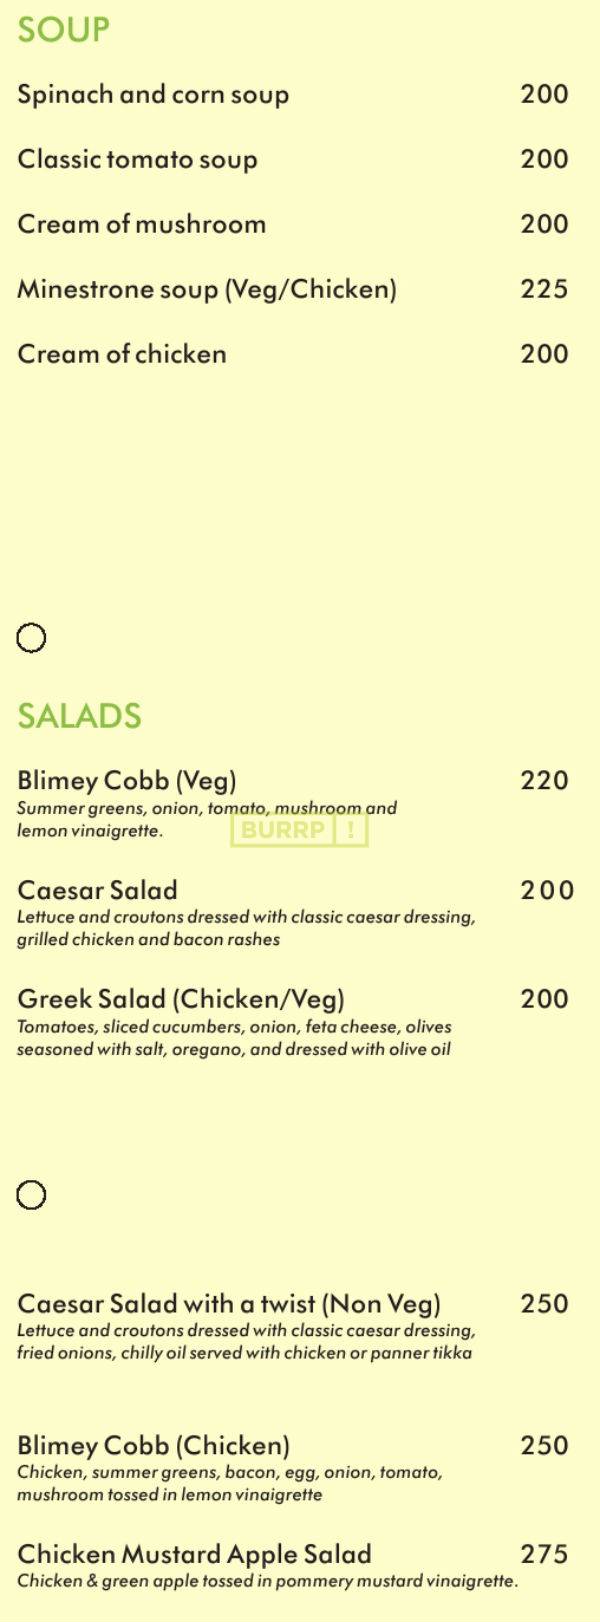 SOUP
Spinach and corn soup 200
Classic tomato soup 200
Cream of mushroom 200
Minestrone soup (Veg/Chicken) 225
Cream of chicken 200
SALADS
Blimey Cobb (Veg) 220
Summer greens, onion, tomato, mushroom and
lemon vinaigrette.
BURRP !
Caesar Salad 200
Lettuce and croutons dressed with classic caesar dressing,
grilled chicken and bacon rashes
Greek Salad (Chicken/Veg) 200
Tomatoes, sliced cucumbers, onion, feta cheese, olives
seasoned with salt, oregano, and dressed with olive oil
Caesar Salad with a twist (Non Veg) 250
Lettuce and croutons dressed with classic caesar dressing,
fried onions, chilly oil served with chicken or panner tikka
Blimey Cobb (Chicken) 250
Chicken, summer greens, bacon, egg, onion, tomato,
mushroom tossed in lemon vinaigrette
Chicken Mustard Apple Salad 275
Chicken & green apple tossed in pommery mustard vinaigrette.